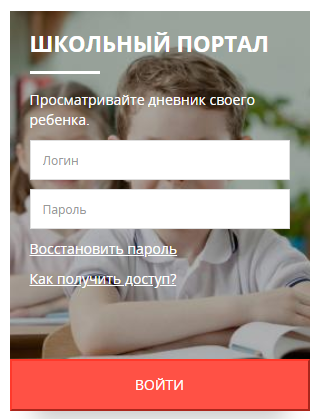 ШКОЛЬНЫЙ ПОРТАЛ
Просматривайте дневник своего
ребенка.
Логин
Пароль
Восстановить пароль
Как получить доступ?
ВОЙТИ